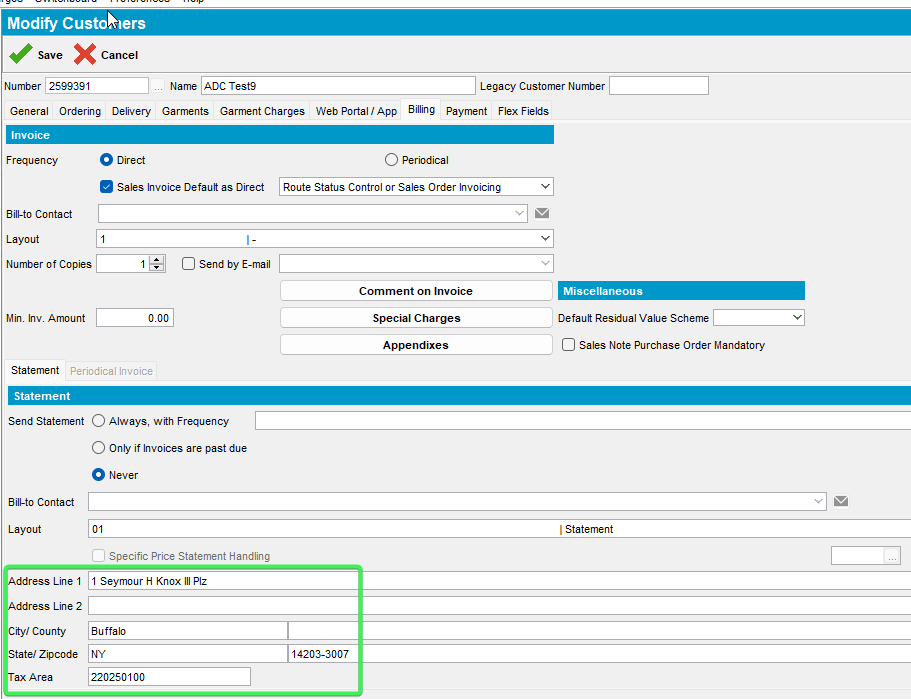 Switchboard Preferences Help
Modify Customers
Save Cancel
Number 2599391 ... Name ADC Test9 Legacy Customer Number
General Ordering Delivery Garments Garment Charges Web Portal / App Billing Payment Flex Fields
Invoice
Frequency Direct Periodical
Sales Invoice Default as Direct Route Status Control or Sales Order Invoicing
Bill-to Contact
Layout 1 | -
Number of Copies 1 Send by E-mail
Comment on Invoice Miscellaneous
Min. Inv. Amount 0.00 Special Charges Default Residual Value Scheme
Appendixes Sales Note Purchase Order Mandatory
Statement Periodical Invoice
Statement
Send Statement Always, with Frequency
Only if Invoices are past due
Never
Bill-to Contact
Layout 01 | Statement
Specific Price Statement Handling ...
Address Line 1 1 Seymour H Knox III Plz
Address Line 2
City/ County Buffalo
State/ Zipcode NY 14203-3007
Tax Area 220250100